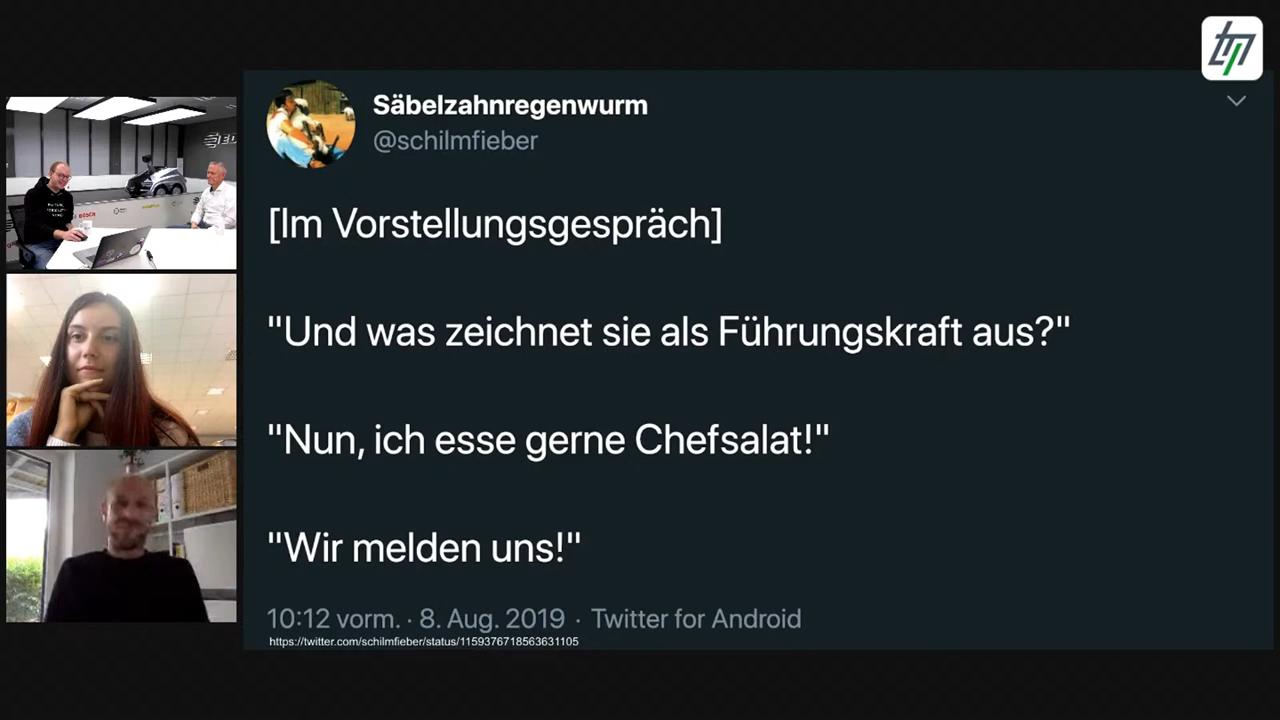 Säbelzahnregenwurm
@schilmfieber
[Im Vorstellungsgespräch]
"Und was zeichnet sie als Führungskraft aus?"
"Nun, ich esse gerne Chefsalat!"
"Wir melden uns!"
10:12 vorm. · 8. Aug. 2019 · Twitter for Android
https://twitter.com/schilmfieber/status/1159376718563631105
BOSCH